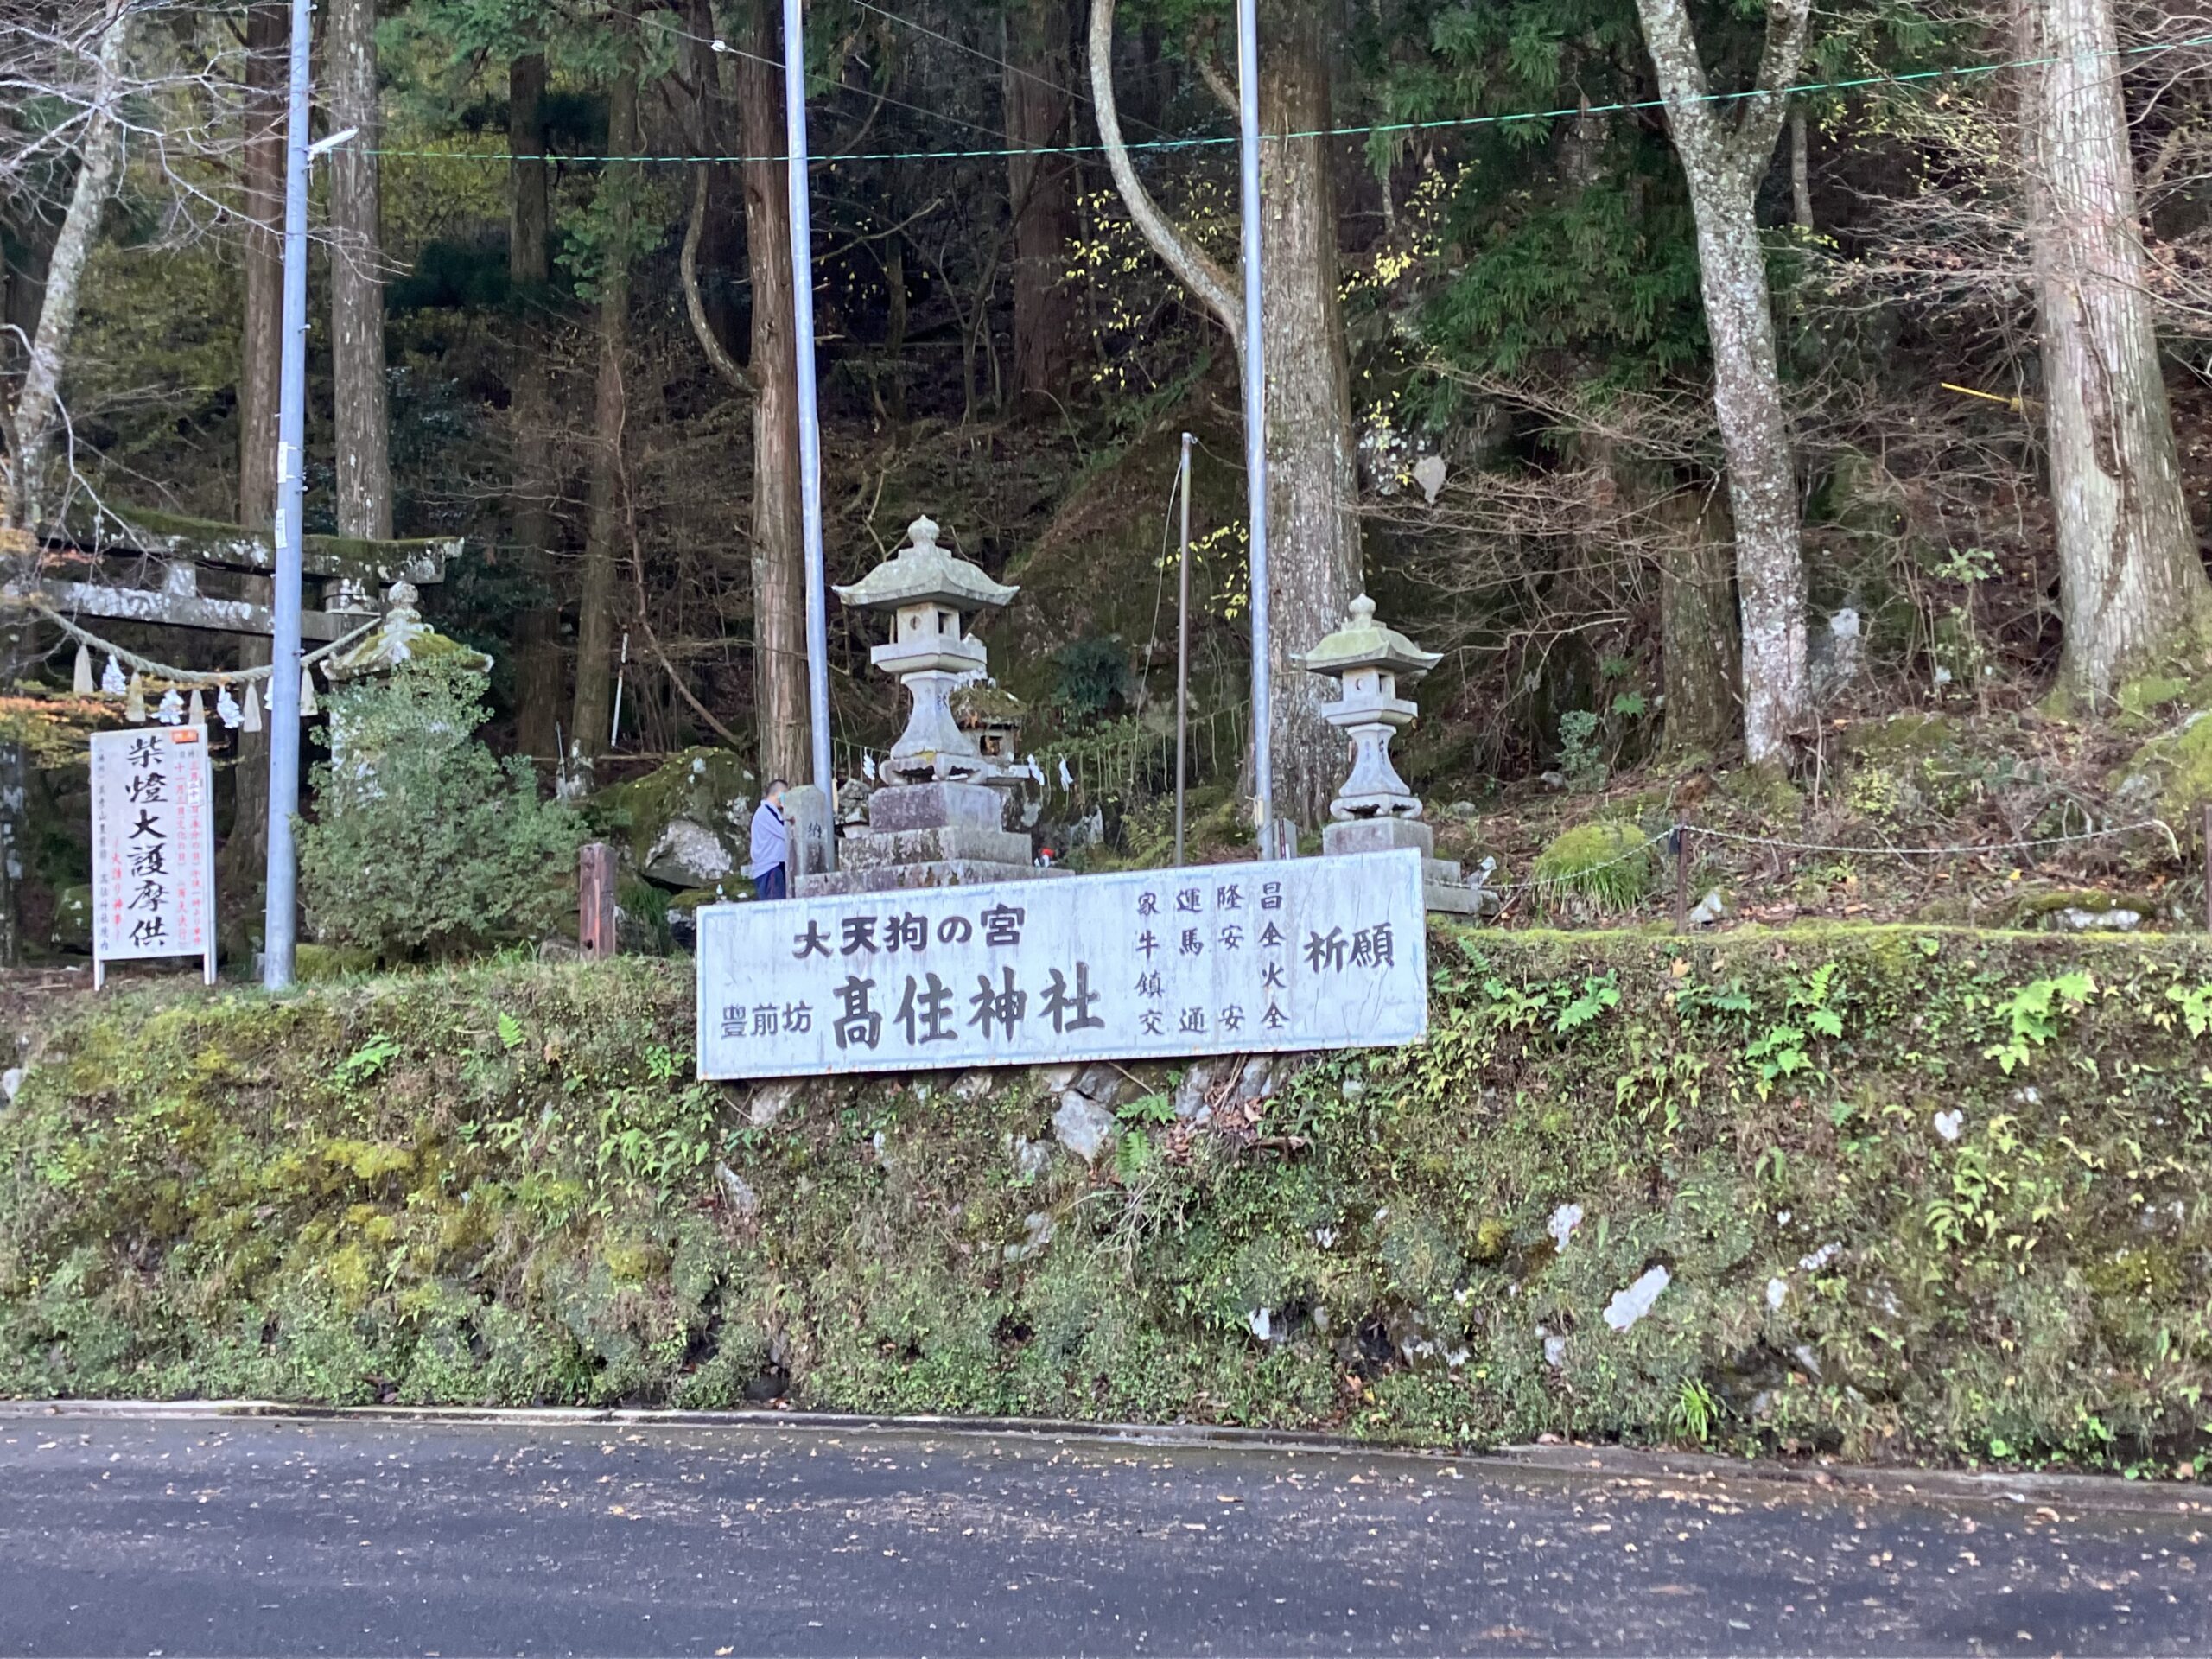 柴燈大護摩供
大天狗の宮
豊前坊 髙住神社
家運隆昌
牛馬安全
鎮火
交通安全
祈願
納